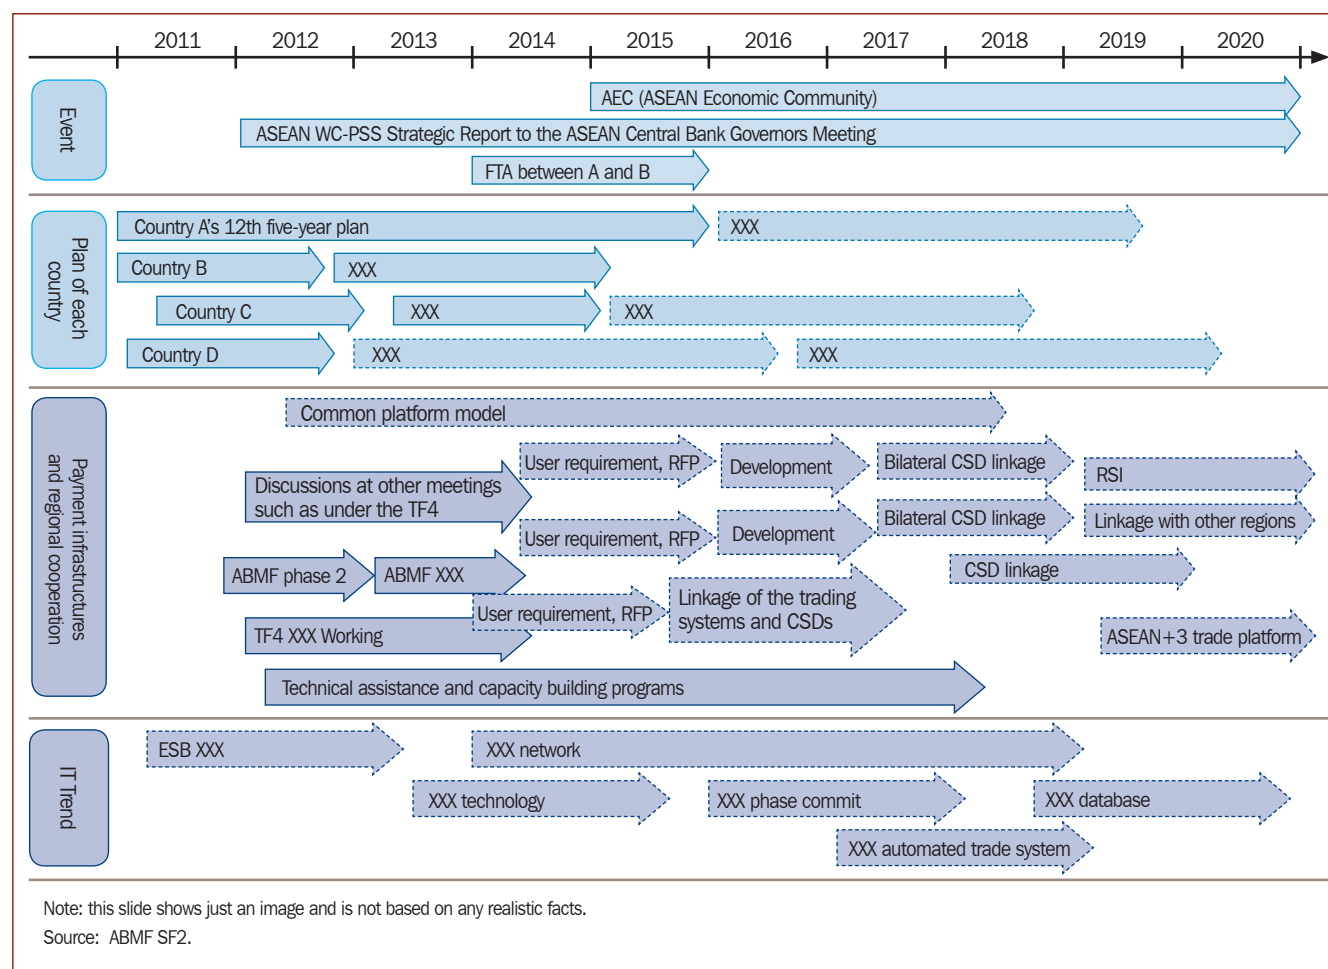 2011 2012 2013 2014 2015 2016 2017 2018 2019 2020
Event
AEC (ASEAN Economic Community)
ASEAN WC-PSS Strategic Report to the ASEAN Central Bank Governors Meeting
FTA between A and B
Plan of each
country
Country A's 12th five-year plan
XXX
Country B
XXX
Country C
XXX
XXX
Country D
XXX
XXX
Payment infrastructures
and regional cooperation
Common platform model
User requirement, RFP
Development
Bilateral CSD linkage
RSI
Discussions at other meetings
such as under the TF4
User requirement, RFP
Development
Bilateral CSD linkage
Linkage with other regions
ABMF phase 2
ABMF XXX
CSD linkage
User requirement, RFP
Linkage of the trading
systems and CSDs
TF4 XXX Working
ASEAN+3 trade platform
Technical assistance and capacity building programs
IT Trend
ESB XXX
XXX network
XXX technology
XXX phase commit
XXX database
XXX automated trade system
Note: this slide shows just an image and is not based on any realistic facts.
Source: ABMF SF2.